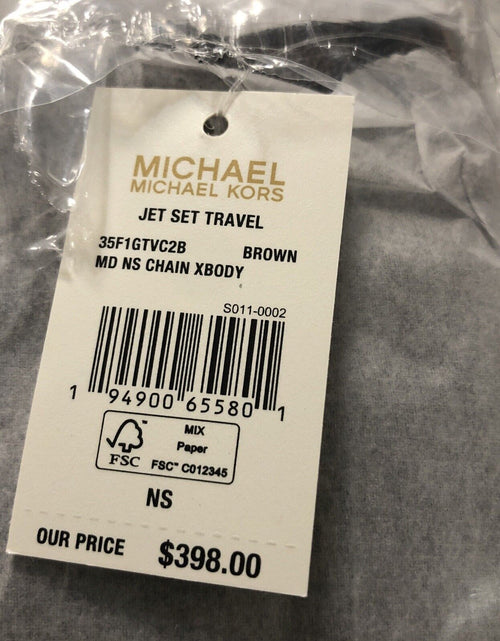 MICHAEL
MICHAEL KORS
JET SET TRAVEL
35F1GTVC2B BROWN
MD NS CHAIN XBODY
S011-0002
1 94900 65580 1
MIX
Paper
FSC FSC™ C012345
NS
OUR PRICE $398.00